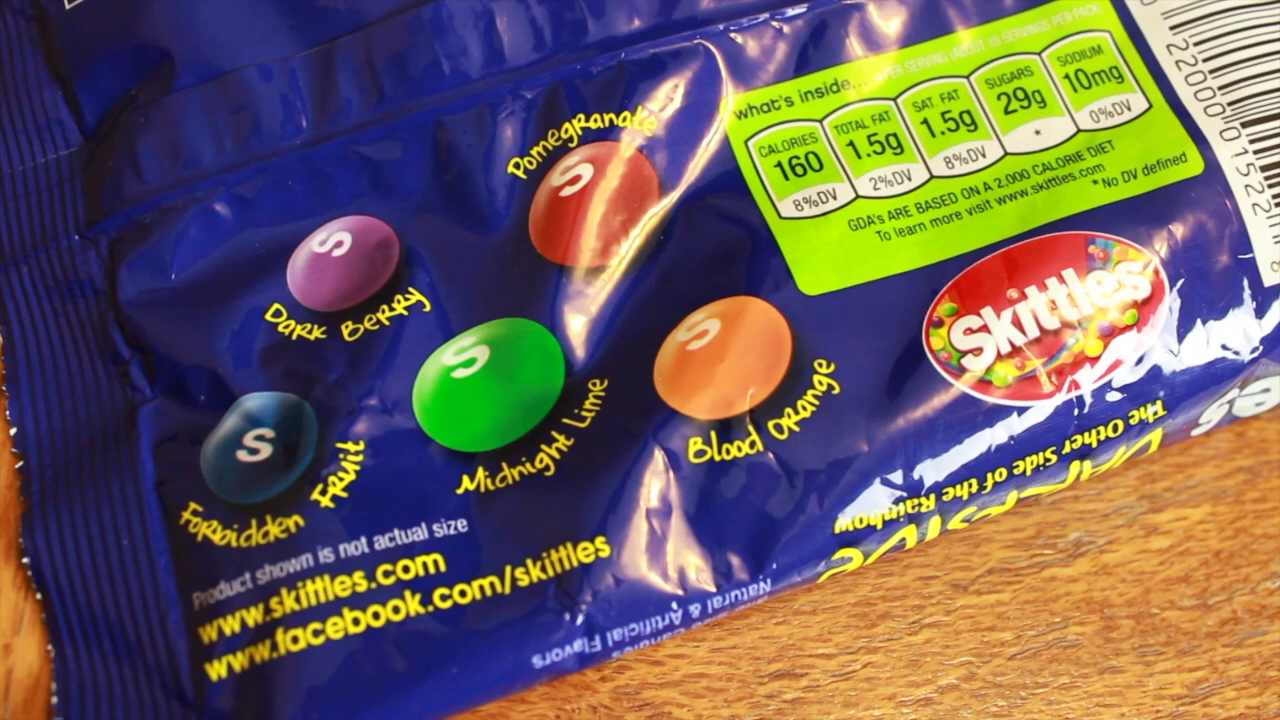 what's inside... PER SERVING (ABOUT 10 SERVINGS PER PACK)
CALORIES
160
8%DV
TOTAL FAT
1.5g
2%DV
SAT. FAT
1.5g
8%DV
SUGARS
29g
*
SODIUM
10mg
0%DV
GDA's ARE BASED ON A 2,000 CALORIE DIET
*No DV defined
To learn more visit www.skittles.com
22000 01522
Pomegranate
S
S
Dark Berry
S
Midnight Lime
S
Blood Orange
S
Forbidden Fruit
Skittles
The Other Side of the Rainbow
DARKSIDE
Product shown is not actual size
www.skittles.com
www.facebook.com/skittles
Natural & Artificial Flavors